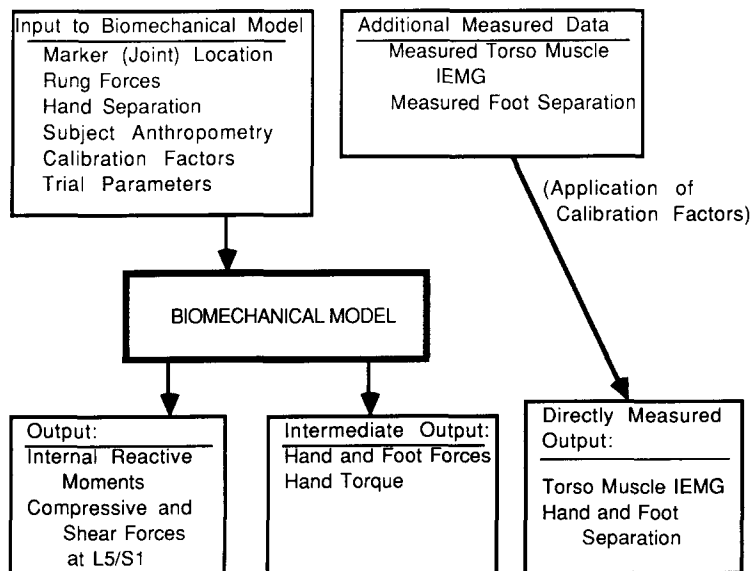 Input to Biomechanical Model
Marker (Joint) Location
Rung Forces
Hand Separation
Subject Anthropometry
Calibration Factors
Trial Parameters
Additional Measured Data
Measured Torso Muscle
IEMG
Measured Foot Separation
(Application of
Calibration Factors)
BIOMECHANICAL MODEL
Output:
Internal Reactive
Moments
Compressive and
Shear Forces
at L5/S1
Intermediate Output:
Hand and Foot Forces
Hand Torque
Directly Measured
Output:
Torso Muscle IEMG
Hand and Foot
Separation